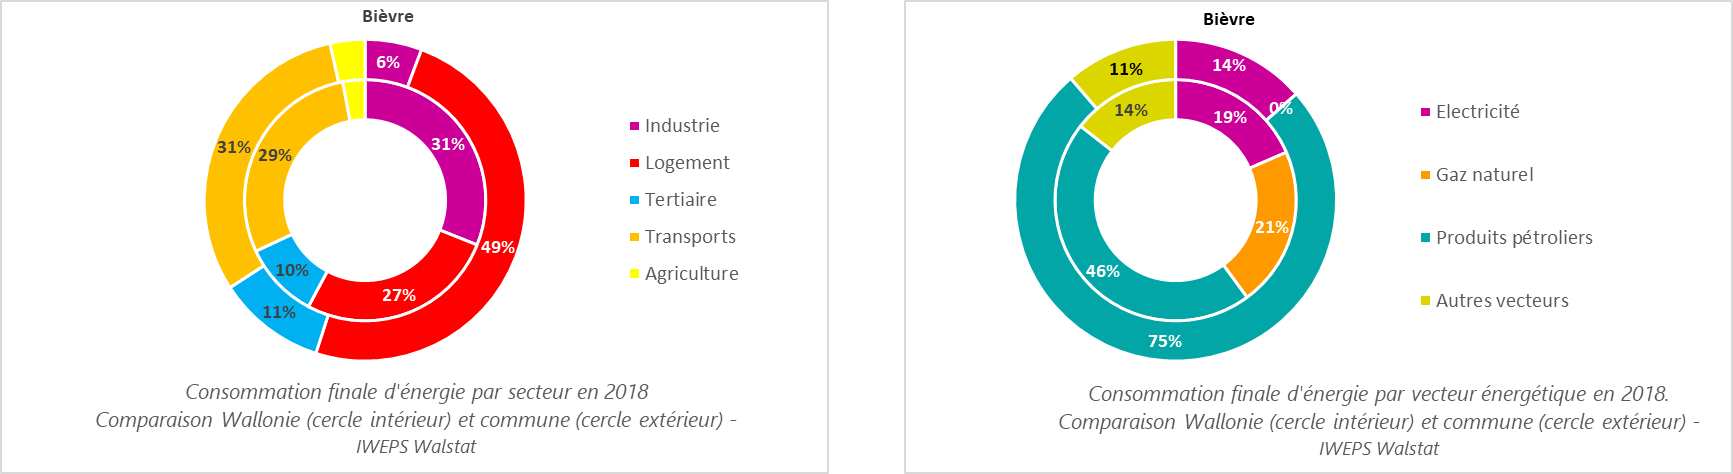 Bièvre
6%
31%
49%
27%
11%
10%
31%
29%
Industrie
Logement
Tertiaire
Transports
Agriculture
Consommation finale d'énergie par secteur en 2018
Comparaison Wallonie (cercle intérieur) et commune (cercle extérieur) -
IWEPS Walstat
Bièvre
14%
0%
19%
21%
75%
46%
11%
14%
Electricité
Gaz naturel
Produits pétroliers
Autres vecteurs
Consommation finale d'énergie par vecteur énergétique en 2018.
Comparaison Wallonie (cercle intérieur) et commune (cercle extérieur) -
IWEPS Walstat